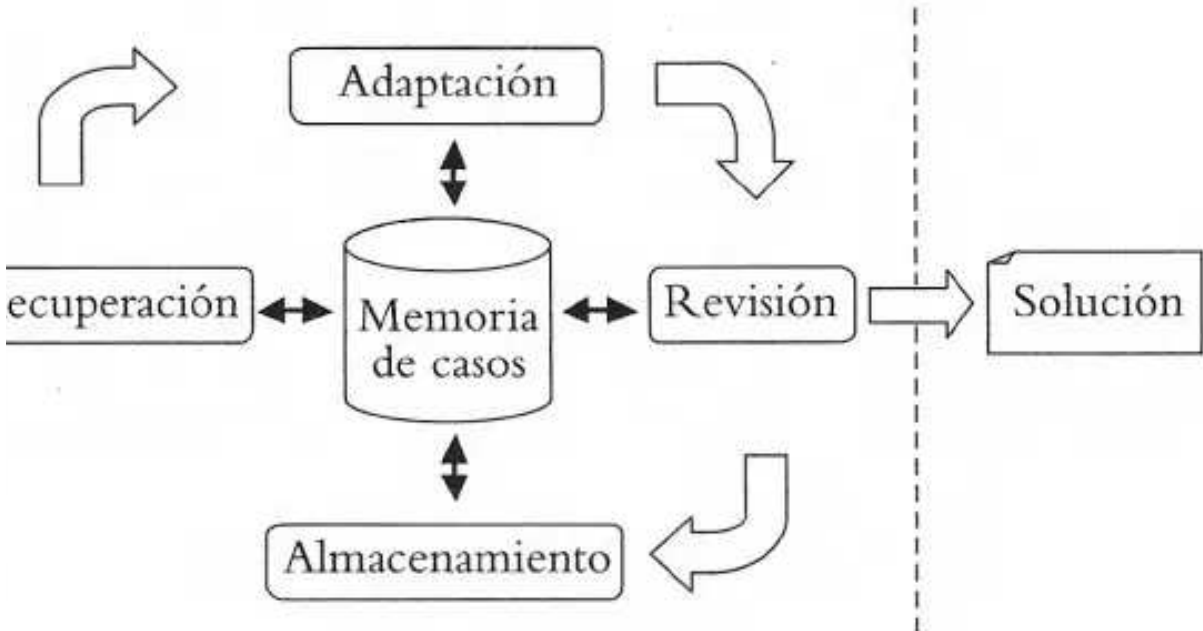 Adaptación
ecuperación
Memoria
de casos
Revisión
Solución
Almacenamiento